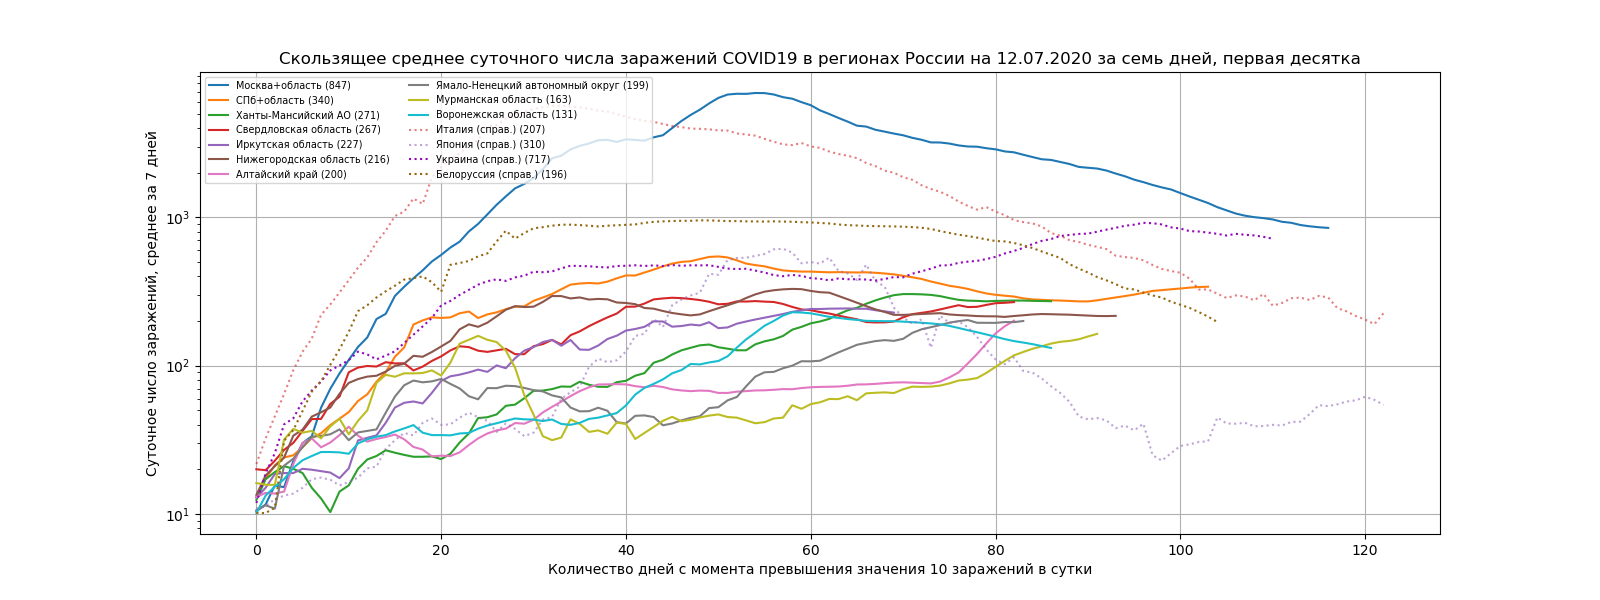 Скользящее среднее суточного числа заражений COVID19 в регионах России на 12.07.2020 за семь дней, первая десятка
Москва+область (847)
СПб+область (340)
Ханты-Мансийский АО (271)
Свердловская область (267)
Иркутская область (227)
Нижегородская область (216)
Алтайский край (200)
Ямало-Ненецкий автономный округ (199)
Мурманская область (163)
Воронежская область (131)
Италия (справ.) (207)
Япония (справ.) (310)
Украина (справ.) (717)
Белоруссия (справ.) (196)
Суточное число заражений, среднее за 7 дней
10³
10²
10¹
0 20 40 60 80 100 120
Количество дней с момента превышения значения 10 заражений в сутки